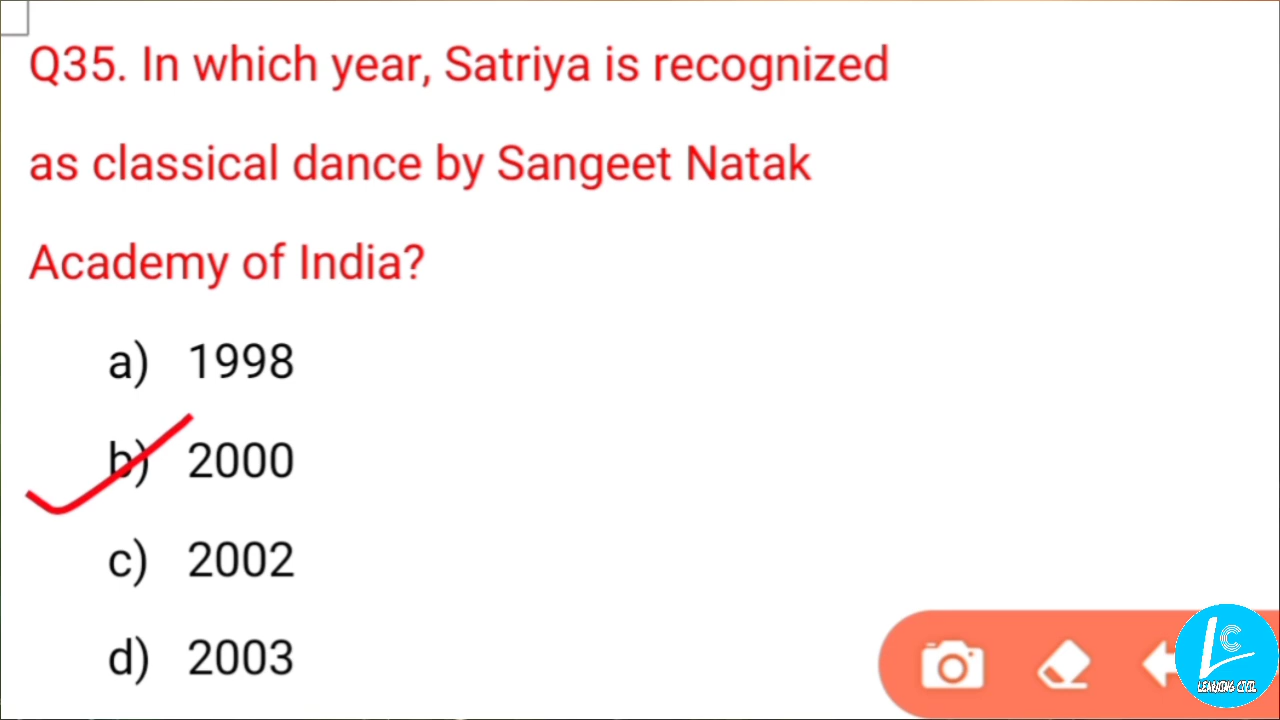 Q35. In which year, Satriya is recognized
as classical dance by Sangeet Natak
Academy of India?
a) 1998
b) 2000
c) 2002
d) 2003
LC
LEARNING CIVIL